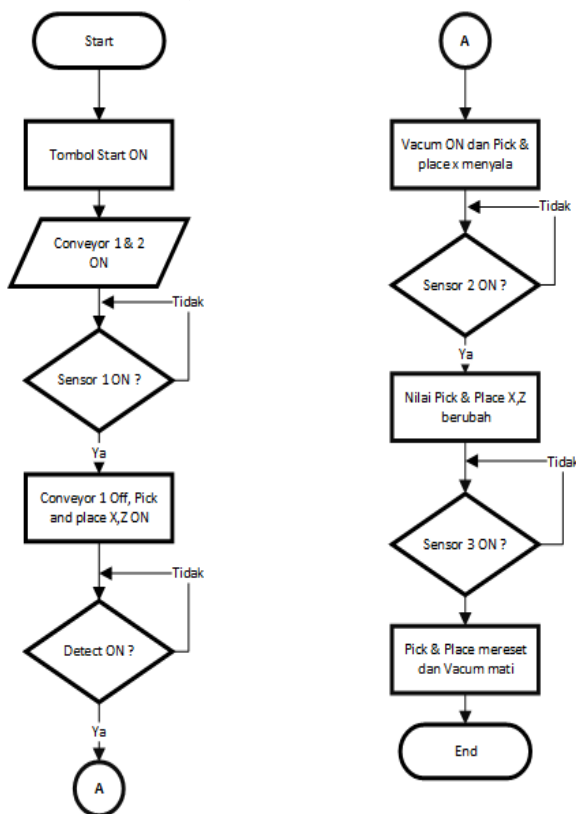 Start
Tombol Start ON
Conveyor 1 & 2
ON
Tidak
Sensor 1 ON ?
Ya
Conveyor 1 Off, Pick
and place X,Z ON
Tidak
Detect ON ?
Ya
A
A
Vacum ON dan Pick &
place x menyala
Tidak
Sensor 2 ON ?
Ya
Nilai Pick & Place X,Z
berubah
Tidak
Sensor 3 ON ?
Pick & Place mereset
dan Vacum mati
End